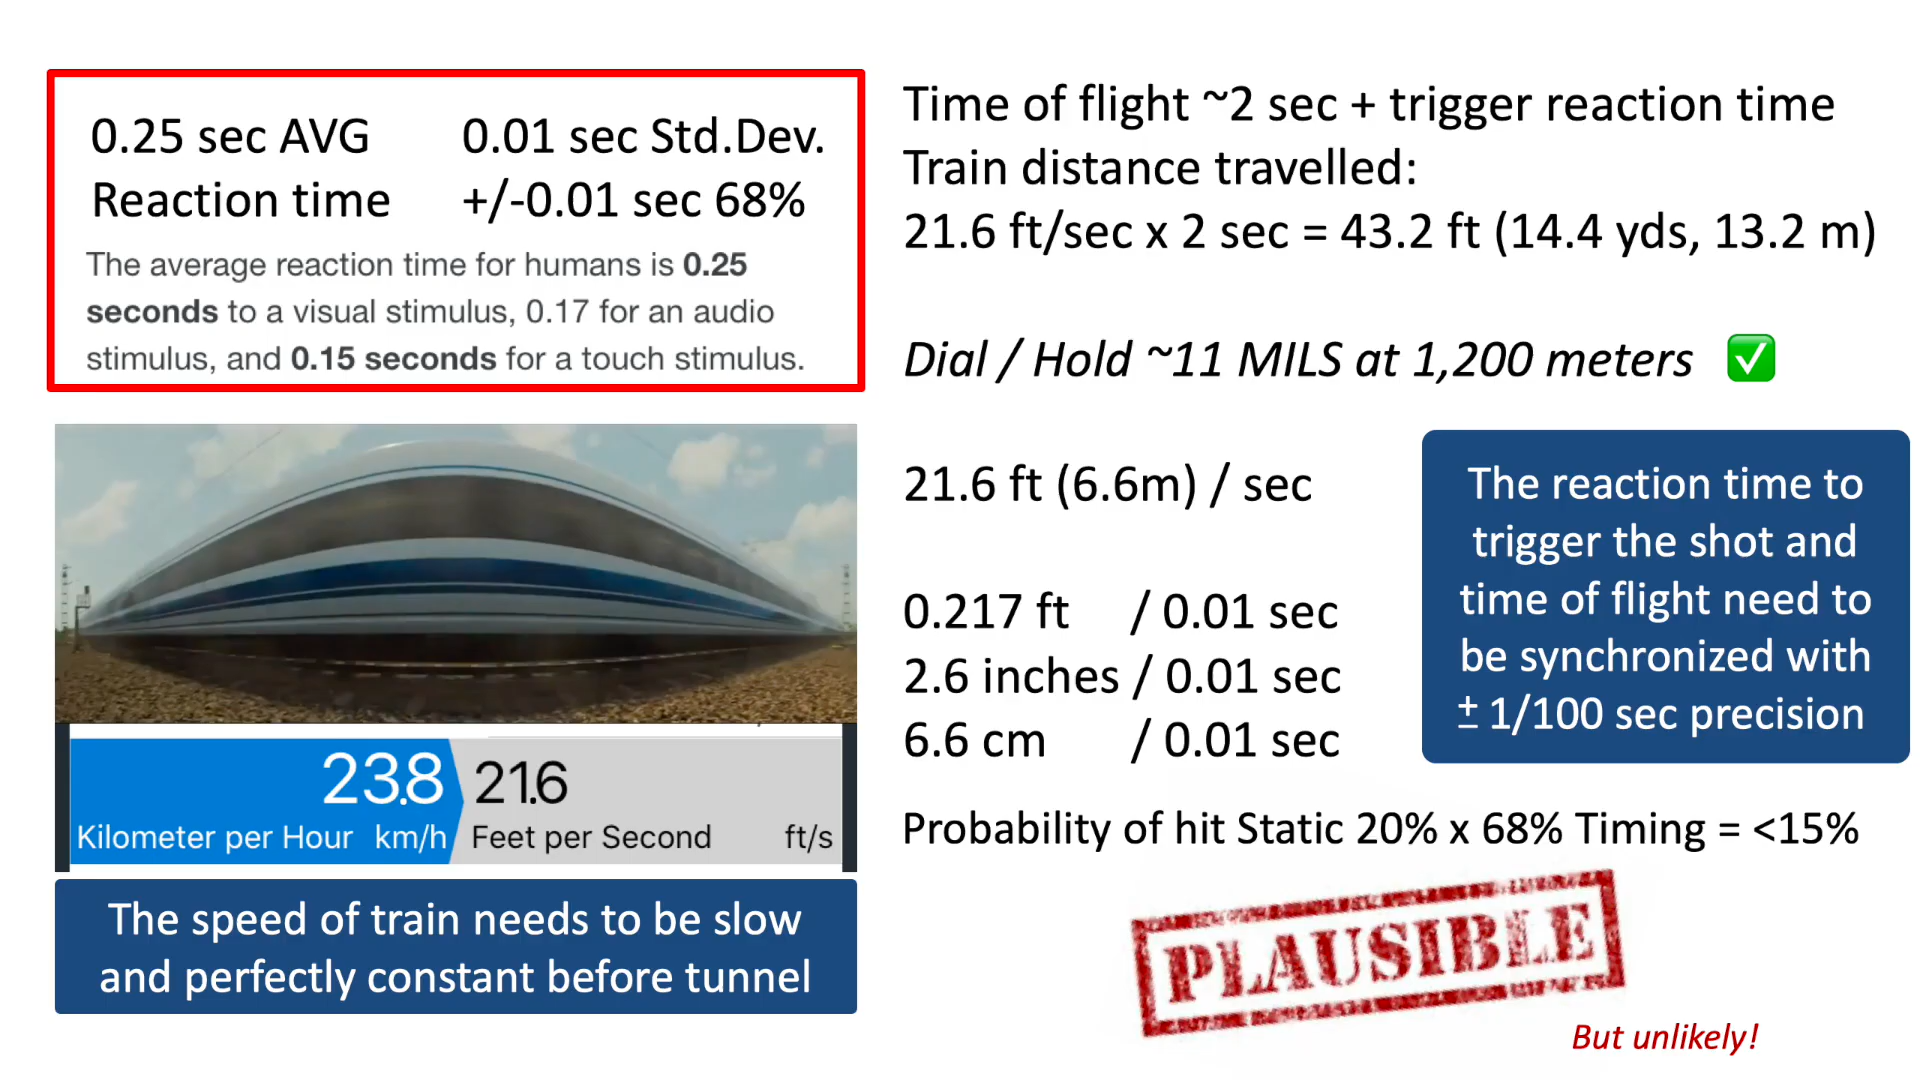 0.25 sec AVG 0.01 sec Std.Dev.
Reaction time +/-0.01 sec 68%
The average reaction time for humans is 0.25
seconds to a visual stimulus, 0.17 for an audio
stimulus, and 0.15 seconds for a touch stimulus.
23.8 21.6
Kilometer per Hour km/h Feet per Second ft/s
The speed of train needs to be slow
and perfectly constant before tunnel
Time of flight ~2 sec + trigger reaction time
Train distance travelled:
21.6 ft/sec x 2 sec = 43.2 ft (14.4 yds, 13.2 m)
Dial / Hold ~11 MILS at 1,200 meters ✅
21.6 ft (6.6m) / sec
0.217 ft / 0.01 sec
2.6 inches / 0.01 sec
6.6 cm / 0.01 sec
The reaction time to
trigger the shot and
time of flight need to
be synchronized with
± 1/100 sec precision
Probability of hit Static 20% x 68% Timing = <15%
PLAUSIBLE
But unlikely!